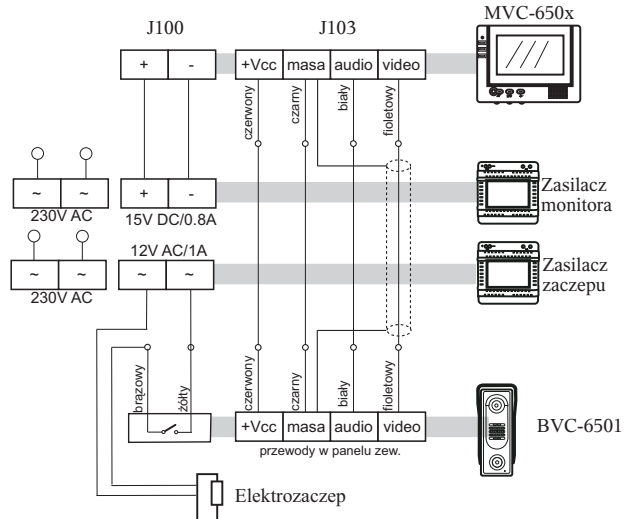 MVC-650x
J100
J103
+ - +Vcc masa audio video
czerwony
czarny
biały
fioletowy
~ ~
230V AC
+ -
15V DC/0.8A
Zasilacz
monitora
12V AC/1A
~ ~
230V AC
~ ~
Zasilacz
zaczepu
brązowy
żółty
czerwony
czarny
biały
fioletowy
+Vcc masa audio video
BVC-6501
przewody w panelu zew.
Elektrozaczep